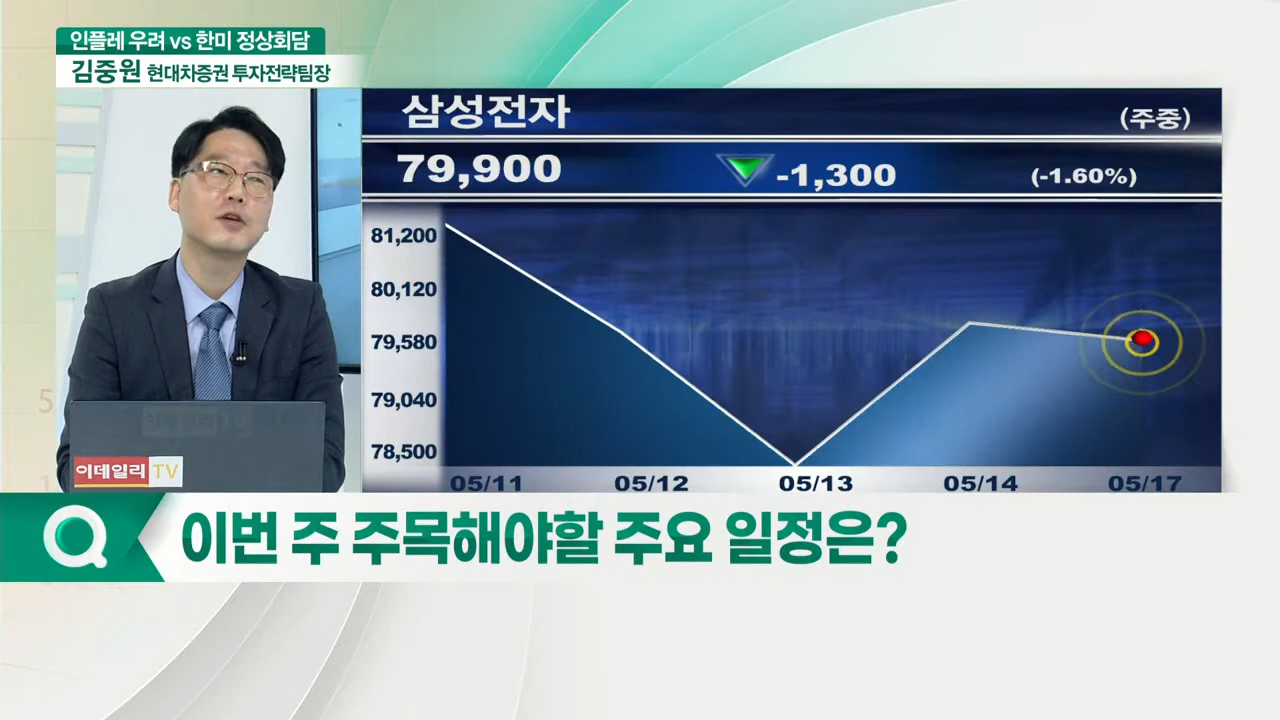 인플레 우려 vs 한미 정상회담
김중원 현대차증권 투자전략팀장
삼성전자 (주중)
79,900 -1,300 (-1.60%)
81,200
80,120
79,580
79,040
78,500
05/11 05/12 05/13 05/14 05/17
5
1
이데일리 TV
Q 이번 주 주목해야할 주요 일정은?